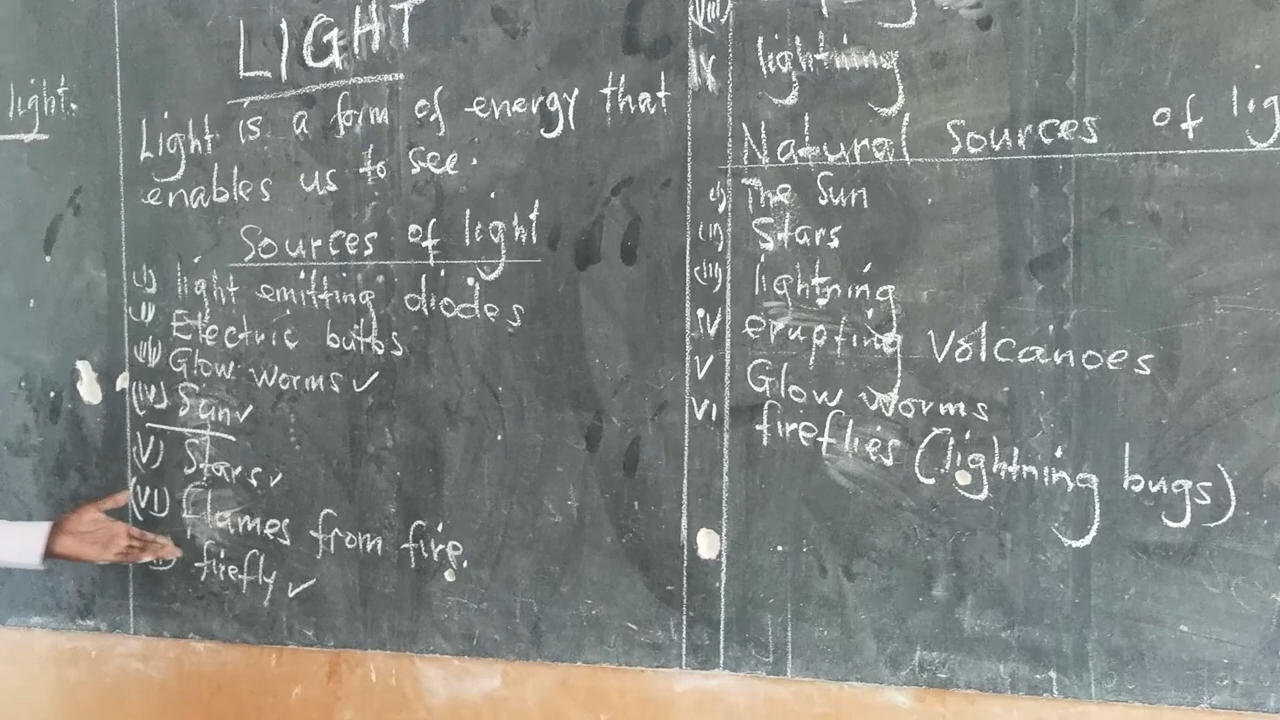 light.
LIGHT
Light is a form of energy that
enables us to see.
Sources of light
i) light emitting diodes
ii) Electric bulbs
(iii) Glow worms ✓
(iv) Sun ✓
(v) Stars ✓
(vi) Flames from fire.
firefly ✓
(viii)
ix lightning
Natural sources of lig
i) The Sun
(ii) Stars
(iii) lightning
iv erupting Volcanoes
v Glow worms
vi fireflies (lightning bugs)